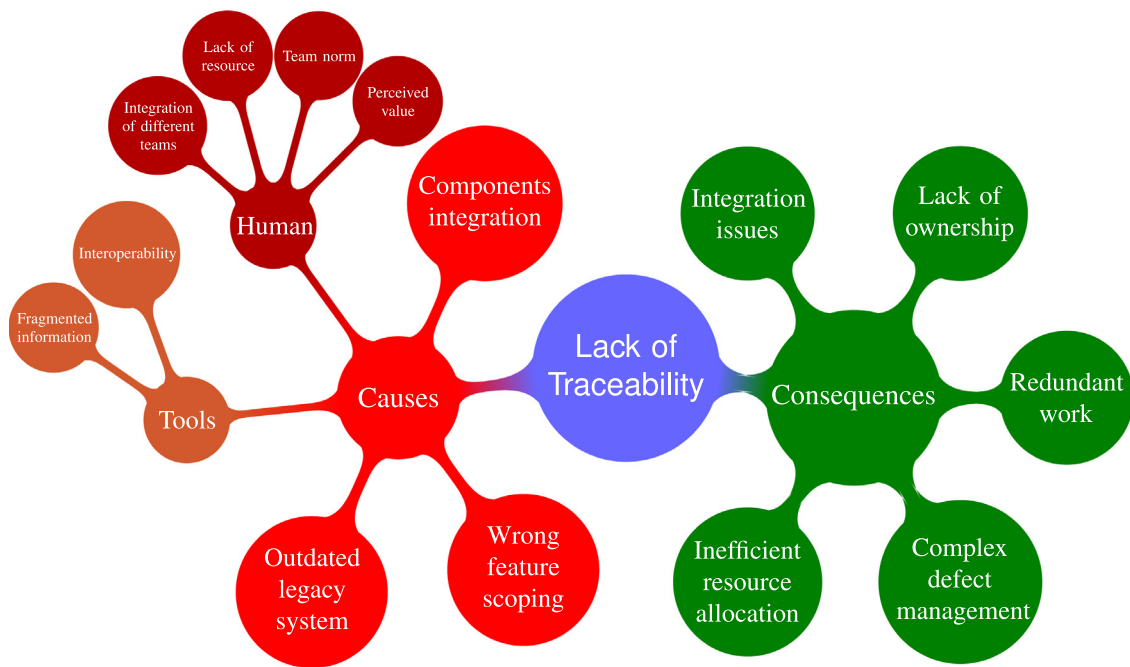 Lack of
resource
Team norm
Perceived
value
Integration
of different
teams
Human
Components
integration
Interoperability
Fragmented
information
Tools
Causes
Outdated
legacy
system
Wrong
feature
scoping
Lack of
Traceability
Integration
issues
Lack of
ownership
Consequences
Redundant
work
Inefficient
resource
allocation
Complex
defect
management